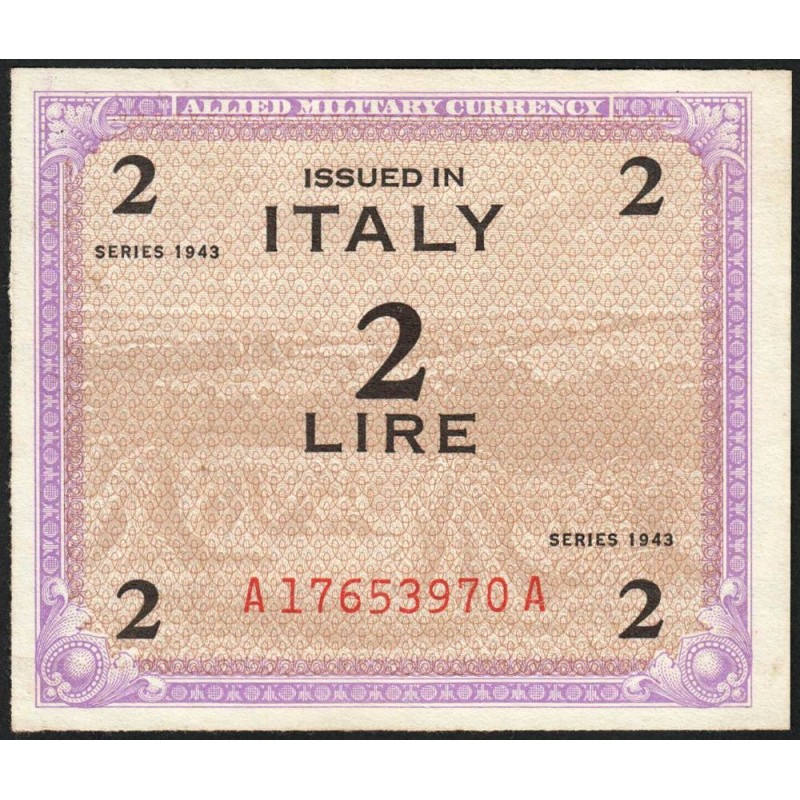 ALLIED MILITARY CURRENCY
2 ISSUED IN 2
ITALY
SERIES 1943
2
LIRE
SERIES 1943
2 A17653970A 2